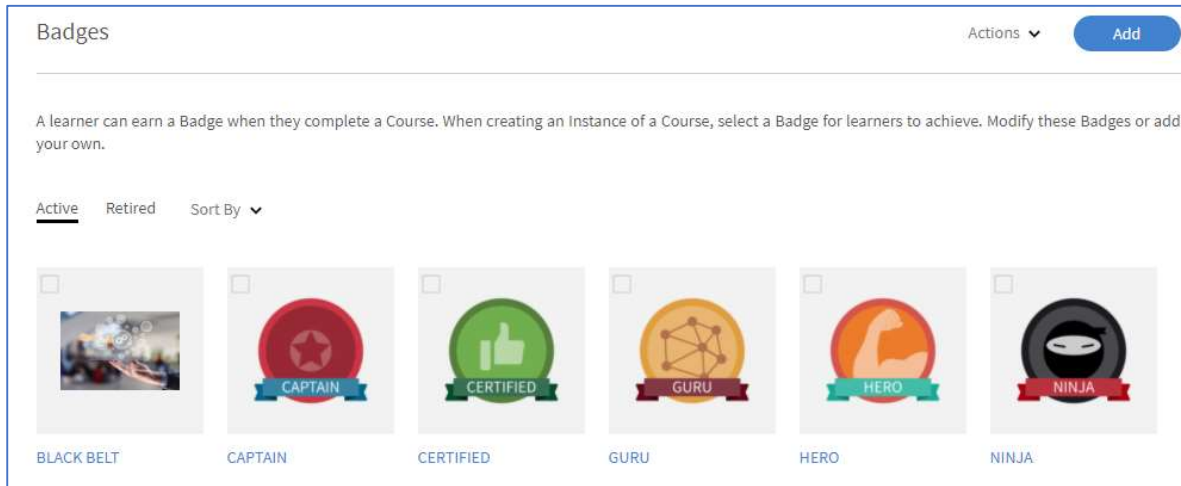 Badges
Actions
Add
A learner can earn a Badge when they complete a Course. When creating an Instance of a Course, select a Badge for learners to achieve. Modify these Badges or add
your own.
Active
Retired
Sort By
CAPTAIN
CERTIFIED
GURU
HERO
NINJA
BLACK BELT
CAPTAIN
CERTIFIED
GURU
HERO
NINJA